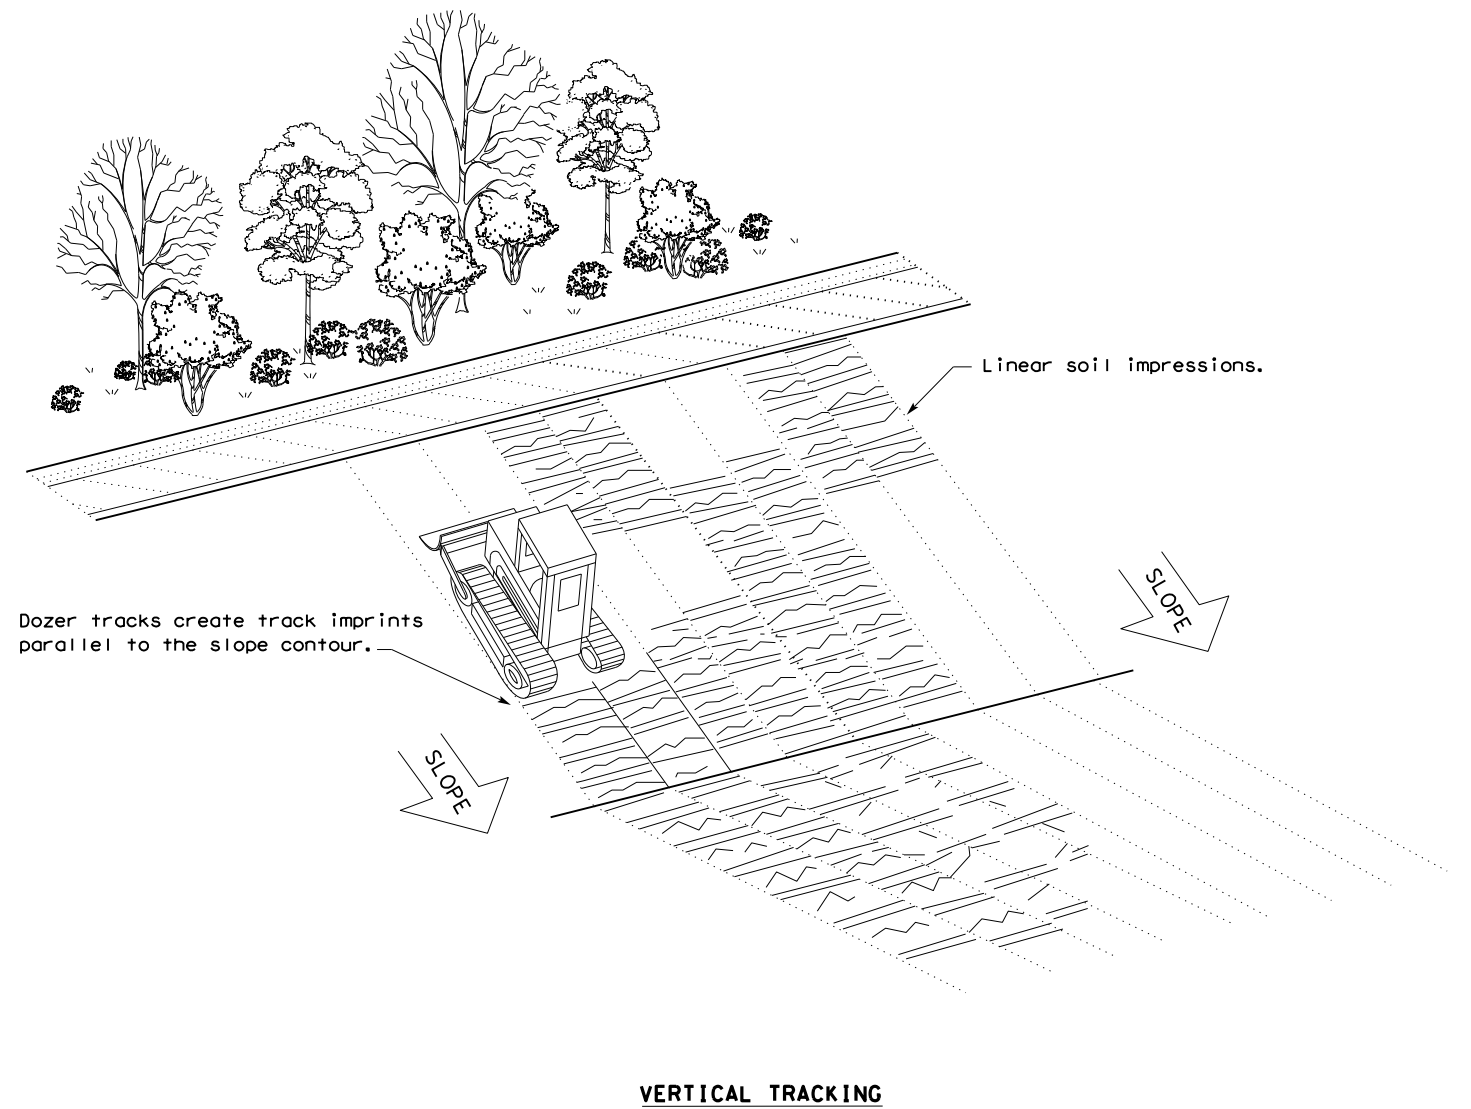 Linear soil impressions.
SLOPE
Dozer tracks create track imprints
parallel to the slope contour.
SLOPE
VERTICAL TRACKING